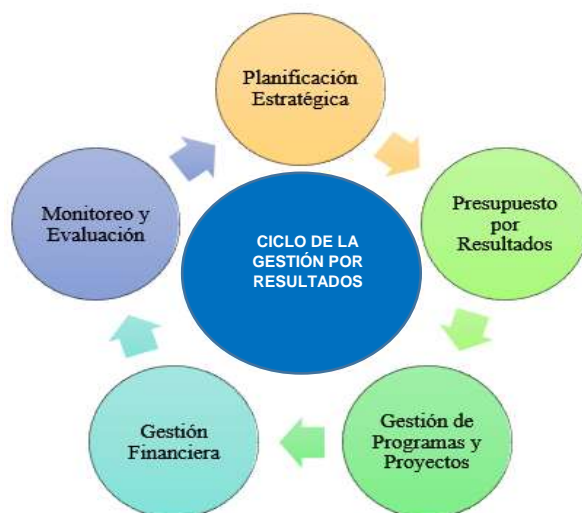 Planificación
Estratégica
Presupuesto
por
Resultados
Gestión de
Programas y
Proyectos
Gestión
Financiera
Monitoreo y
Evaluación
CICLO DE LA
GESTIÓN POR
RESULTADOS